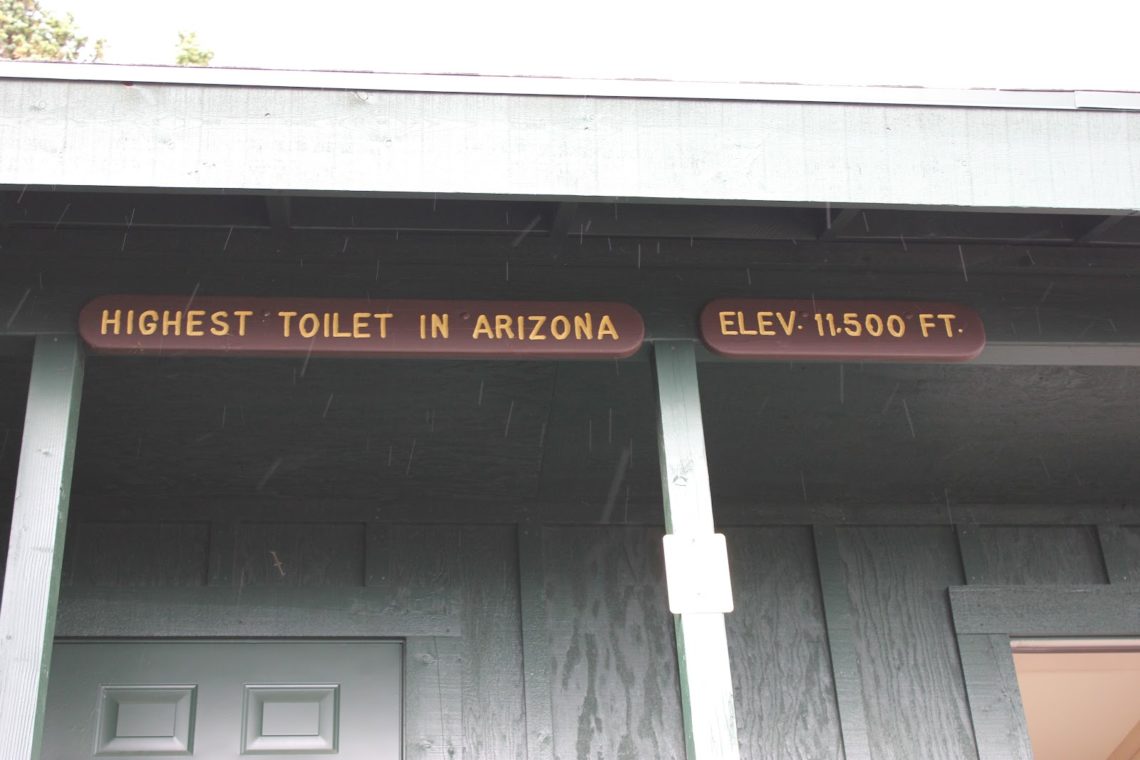 HIGHEST TOILET IN ARIZONA
ELEV. 11,500 FT.